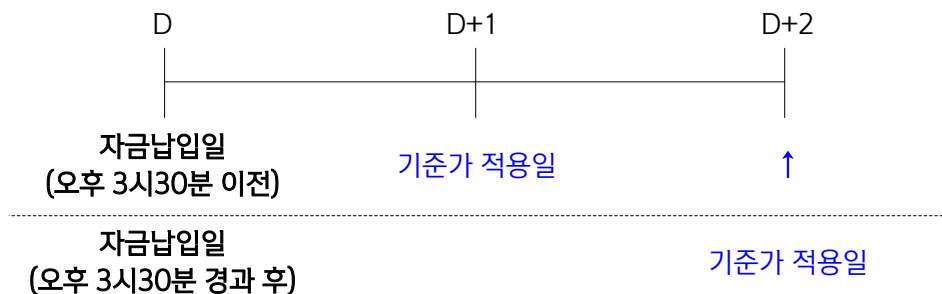 D
D+1
D+2
자금납입일
(오후 3시30분 이전)
기준가 적용일
↑
자금납입일
(오후 3시30분 경과 후)
기준가 적용일